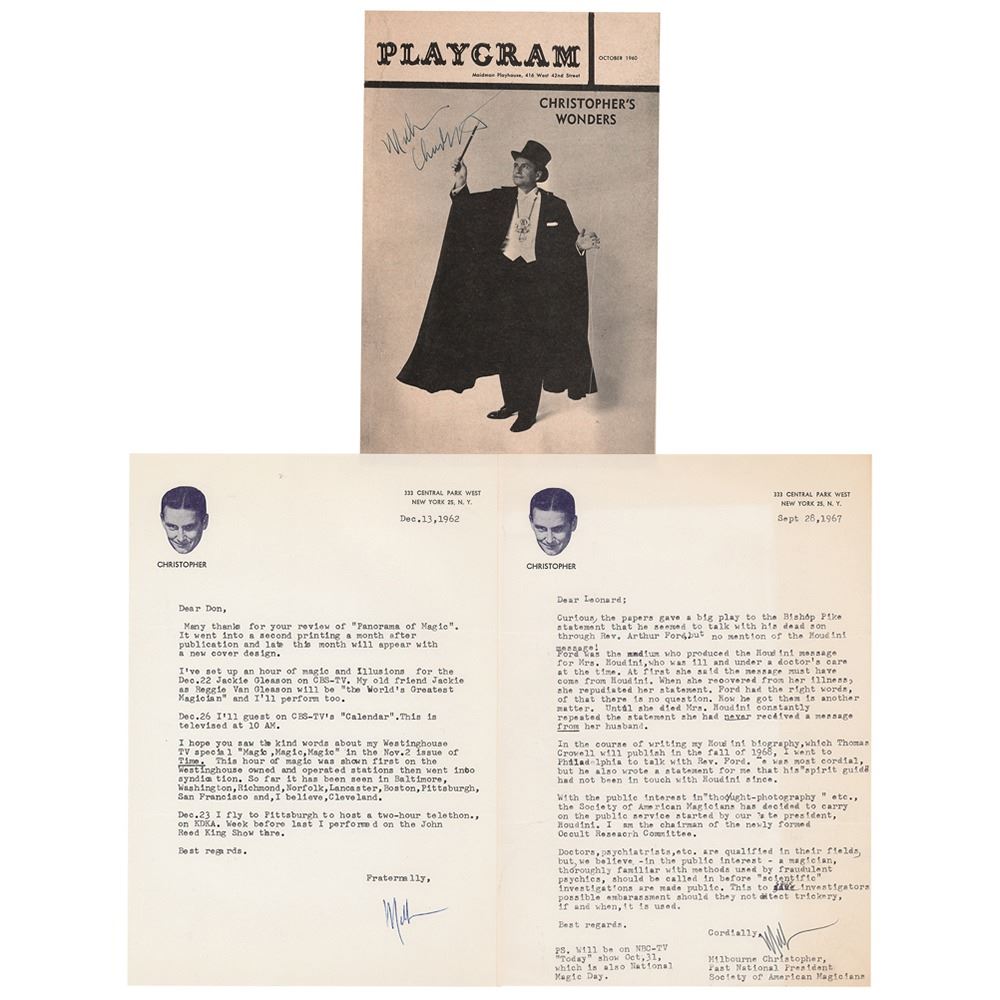 PLAYGRAM
OCTOBER 1960
Maidman Playhouse, 416 West 42nd Street
CHRISTOPHER'S
WONDERS
333 CENTRAL PARK WEST
NEW YORK 25, N. Y.
Dec.13,1962
CHRISTOPHER
Dear Don,
Many thanks for your review of "Panorama of Magic".
It went into a second printing a month after
publication and late this month will appear with
a new cover design.
I've set up an hour of magic and illusions for the
Dec.22 Jackie Gleason on CBS-TV. My old friend Jackie
as Reggie Van Gleason will be "the World's Greatest
Magician" and I'll perform too.
Dec.26 I'll guest on CBS-TV's "Calendar".This is
televised at 10 AM.
I hope you saw the kind words about my Westinghouse
TV special "Magic,Magic,Magic" in the Nov.2 issue of
Time. This hour of magic was shown first on the
Westinghouse owned and operated stations then went into
syndiation. So far it has been seen in Baltimore,
Washington,Richmond,Norfolk,Lancaster,Boston,Pittsburgh,
San Francisco and,I believe,Cleveland.
Dec.23 I fly to Pittsburgh to host a two-hour telethon.,
on KDKA. Week before last I performed on the John
Reed King Show thre.
Best regards.
Fraternally,
333 CENTRAL PARK WEST
NEW YORK 25, N. Y.
Sept 28,1967
CHRISTOPHER
Dear Leonard;
Curious, the papers gave a big play to the Bishop Pike
statement that he seemed to talk with his dead son
through Rev. Arthur Ford,but no mention of the Houdini
message!
Ford was the medium who produced the Houdini message
for Mrs. Houdini,who was ill and under a doctor's care
at the time. At first she said the message must have
come from Houdini. When she recovered from her illness,
she repudiated her statement. Ford had the right words,
of that there is no question. How he got them is another
matter. Until she died Mrs. Houdini constantly
repeated the statement she had never received a message
from her husband.
In the course of writing my Houdini biography,which Thomas
Crowell will publish in the fall of 1968, I went to
Philadelphia to talk with Rev. Ford. e was most cordial,
but he also wrote a statement for me that his"spirit guide
had not been in touch with Houdini since.
With the public interest in"thought-photography " etc.,
the Society of American Magicians has decided to carry
on the public service started by our president,
Houdini. I am the chairman of the newly formed
Occult Reseacrh Committee.
Doctors,psychiatrists,etc. are qualified in their fields,
but,we believe -in the public interest - a magician,
thoroughly familiar with methods used by fraudulent
psychics, should be called in before "scientific"
investigations are made public. This to save investigators
possible embarassment should they not detect trickery,
if and when,it is used.
Best regards.
Cordially,
PS. Will be on NBC-TV
"Today" show Oct,31,
which is also National
Magic Day.
Milbourne Christopher,
Past National President
Society of American Magicians